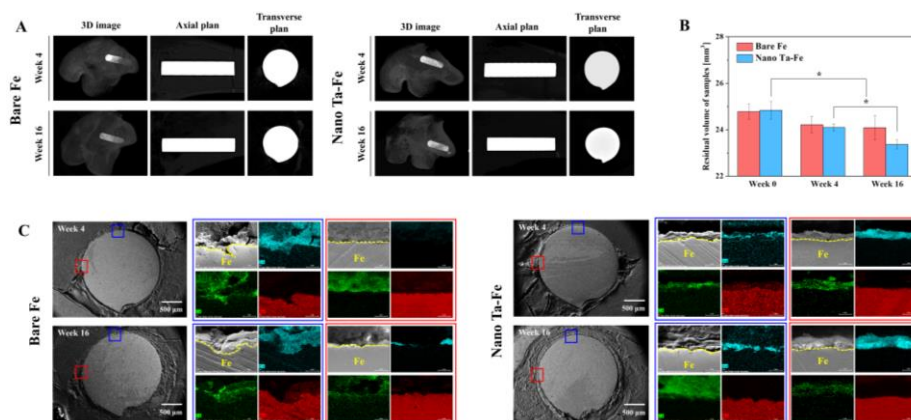 A
3D image
Axial plan
Transverse
plan
Bare Fe
Week 4
Week 16
3D image
Axial plan
Transverse
plan
Nano Ta-Fe
Week 4
Week 16
B
Residual volume of samples [mm³]
28
26
24
22
Bare Fe
Nano Ta-Fe
*
*
Week 0
Week 4
Week 16
C
Bare Fe
Week 4
500 μm
Fe
Fe
Week 16
500 μm
Fe
Fe
Nano Ta-Fe
Week 4
500 μm
Fe
Fe
Week 16
500 μm
Fe
Fe